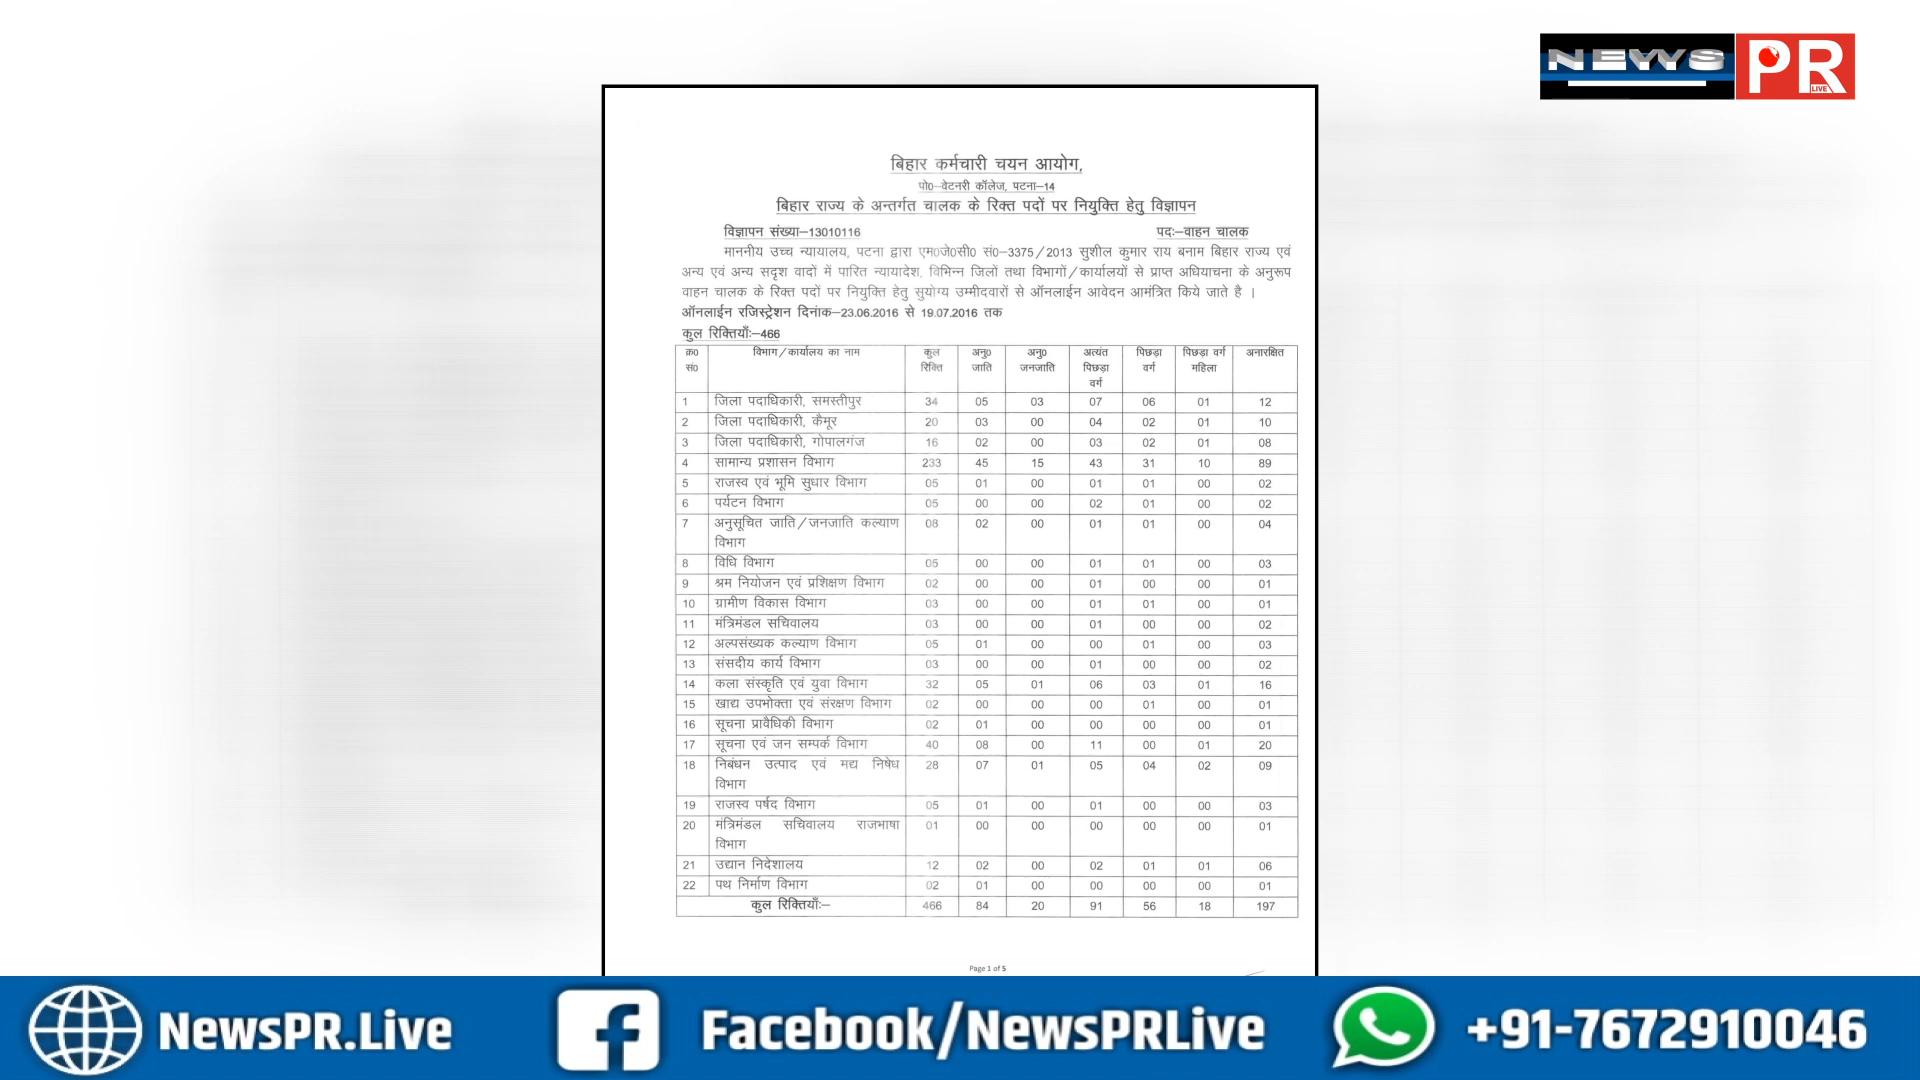 NEWS PR
LIVE
बिहार कर्मचारी चयन आयोग,
पो0–वेटनरी कॉलेज, पटना–14
बिहार राज्य के अन्तर्गत चालक के रिक्त पदों पर नियुक्ति हेतु विज्ञापन
विज्ञापन संख्या–13010116 पदः–वाहन चालक
माननीय उच्च न्यायालय, पटना द्वारा एम0जे0सी0 सं0–3375/2013 सुशील कुमार राय बनाम बिहार राज्य एवं
अन्य एवं अन्य सदृश वादों में पारित न्यायादेश, विभिन्न जिलों तथा विभागों/कार्यालयों से प्राप्त अधियाचना के अनुरूप
वाहन चालक के रिक्त पदों पर नियुक्ति हेतु सुयोग्य उम्मीदवारों से ऑनलाईन आवेदन आमंत्रित किये जाते है ।
ऑनलाईन रजिस्ट्रेशन दिनांक–23.06.2016 से 19.07.2016 तक
कुल रिक्तियाँः–466
क्र0 सं0 विभाग/कार्यालय का नाम कुल रिक्ति अनु0 जाति अनु0 जनजाति अत्यंत पिछड़ा वर्ग पिछड़ा वर्ग पिछड़ा वर्ग महिला अनारक्षित
1 जिला पदाधिकारी, समस्तीपुर 34 05 03 07 06 01 12
2 जिला पदाधिकारी, कैमूर 20 03 00 04 02 01 10
3 जिला पदाधिकारी, गोपालगंज 16 02 00 03 02 01 08
4 सामान्य प्रशासन विभाग 233 45 15 43 31 10 89
5 राजस्व एवं भूमि सुधार विभाग 05 01 00 01 01 00 02
6 पर्यटन विभाग 05 00 00 02 01 00 02
7 अनुसूचित जाति/जनजाति कल्याण विभाग 08 02 00 01 01 00 04
8 विधि विभाग 05 00 00 01 01 00 03
9 श्रम नियोजन एवं प्रशिक्षण विभाग 02 00 00 01 00 00 01
10 ग्रामीण विकास विभाग 03 00 00 01 01 00 01
11 मंत्रिमंडल सचिवालय 03 00 00 01 00 00 02
12 अल्पसंख्यक कल्याण विभाग 05 01 00 00 01 00 03
13 संसदीय कार्य विभाग 03 00 00 01 00 00 02
14 कला संस्कृति एवं युवा विभाग 32 05 01 06 03 01 16
15 खाद्य उपभोक्ता एवं संरक्षण विभाग 02 00 00 00 01 00 01
16 सूचना प्रावैधिकी विभाग 02 01 00 00 00 00 01
17 सूचना एवं जन सम्पर्क विभाग 40 08 00 11 00 01 20
18 निबंधन उत्पाद एवं मद्य निषेध विभाग 28 07 01 05 04 02 09
19 राजस्व पर्षद विभाग 05 01 00 01 00 00 03
20 मंत्रिमंडल सचिवालय राजभाषा विभाग 01 00 00 00 00 00 01
21 उद्यान निदेशालय 12 02 00 02 01 01 06
22 पथ निर्माण विभाग 02 01 00 00 00 00 01
कुल रिक्तियाँः– 466 84 20 91 56 18 197
Page 1 of 5
NewsPR.Live Facebook/NewsPRLive +91-7672910046